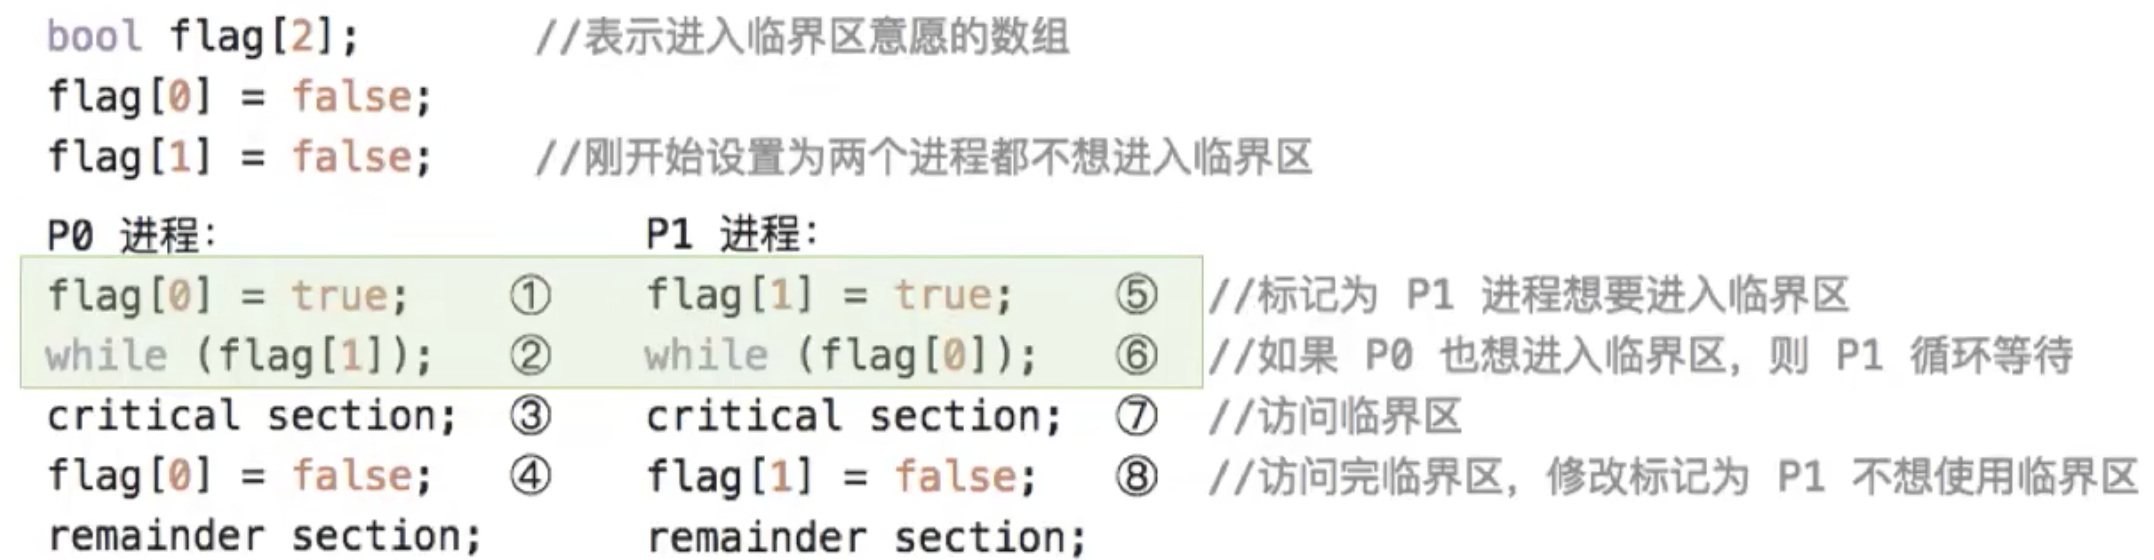 bool flag[2]; //表示进入临界区意愿的数组
flag[0] = false;
flag[1] = false; //刚开始设置为两个进程都不想进入临界区
P0 进程： P1 进程：
flag[0] = true; ① flag[1] = true; ⑤ //标记为 P1 进程想要进入临界区
while (flag[1]); ② while (flag[0]); ⑥ //如果 P0 也想进入临界区，则 P1 循环等待
critical section; ③ critical section; ⑦ //访问临界区
flag[0] = false; ④ flag[1] = false; ⑧ //访问完临界区，修改标记为 P1 不想使用临界区
remainder section; remainder section;